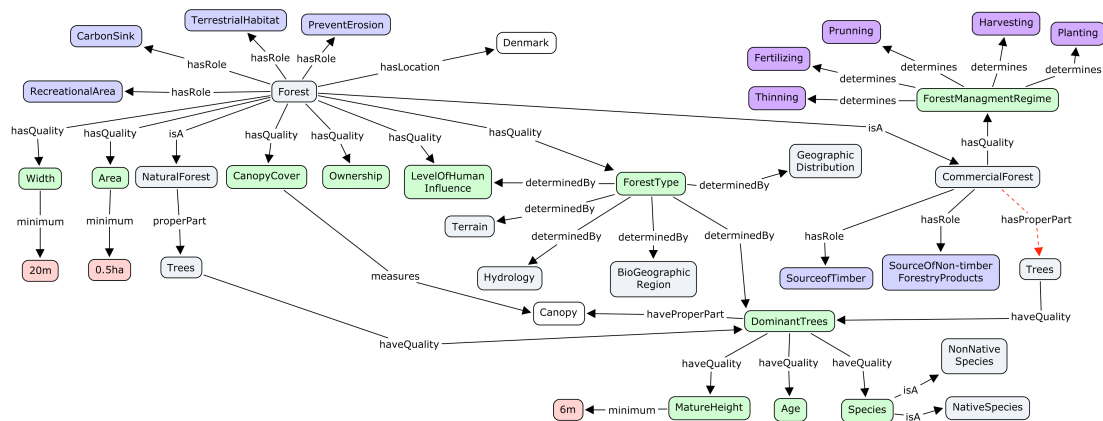 TerrestrialHabitat
PreventErosion
CarbonSink
Denmark
Prunning
Harvesting
Planting
hasRole
hasRole
hasRole
hasLocation
Fertilizing
determines
determines
determines
determines
RecreationalArea
hasRole
Forest
Thinning
determines
ForestManagmentRegime
hasQuality
hasQuality
isA
hasQuality
hasQuality
hasQuality
hasQuality
isA
hasQuality
Width
Area
NaturalForest
CanopyCover
Ownership
LevelOfHuman
Influence
determinedBy
ForestType
determinedBy
Geographic
Distribution
CommercialForest
minimum
minimum
properPart
determinedBy
Terrain
determinedBy
determinedBy
determinedBy
hasRole
hasRole
hasProperPart
20m
0.5ha
Trees
measures
Hydrology
BioGeographic
Region
SourceofTimber
SourceOfNon-timber
ForestryProducts
Trees
Canopy
haveProperPart
DominantTrees
haveQuality
haveQuality
haveQuality
haveQuality
haveQuality
NonNative
Species
isA
6m
minimum
MatureHeight
Age
Species
isA
NativeSpecies